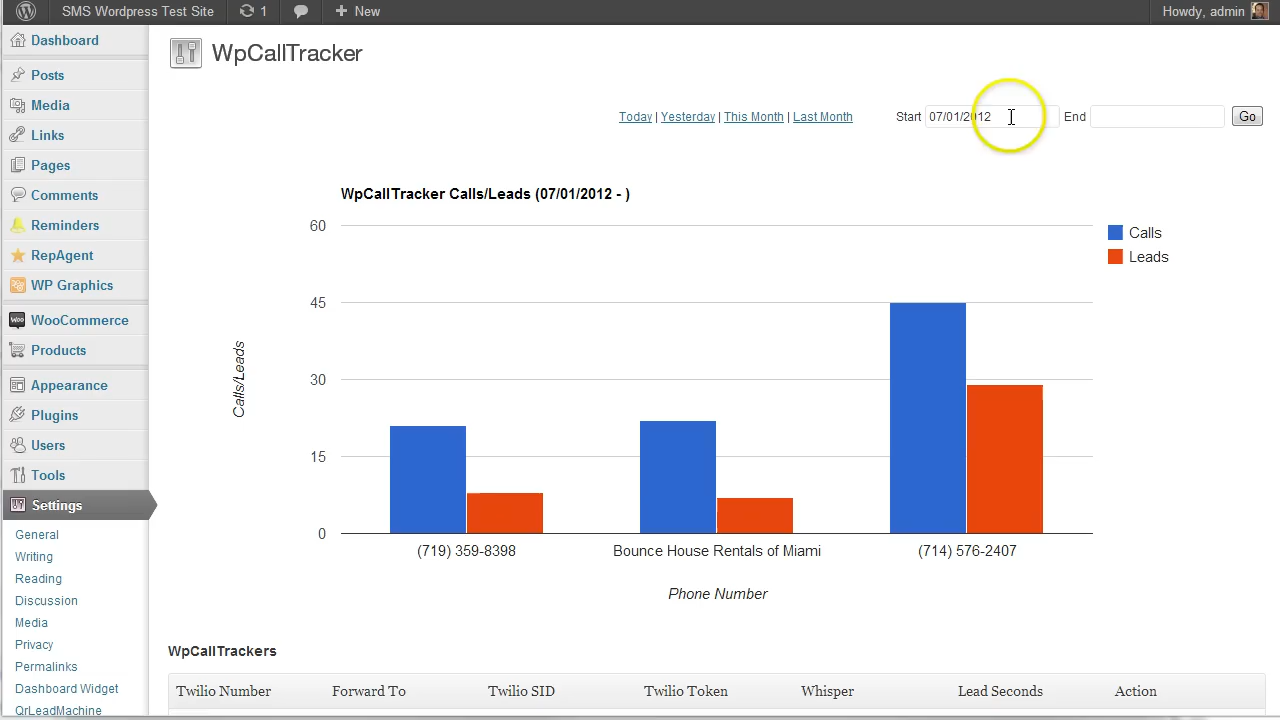 SMS Wordpress Test Site 1 + New Howdy, admin
Dashboard
Posts
Media
Links
Pages
Comments
Reminders
RepAgent
WP Graphics
WooCommerce
Products
Appearance
Plugins
Users
Tools
Settings
General
Writing
Reading
Discussion
Media
Privacy
Permalinks
Dashboard Widget
QrLeadMachine
WpCallTracker
Today | Yesterday | This Month | Last Month Start 07/01/2012 End Go
WpCallTracker Calls/Leads (07/01/2012 - )
60
45
30
15
0
Calls/Leads
Calls
Leads
(719) 359-8398 Bounce House Rentals of Miami (714) 576-2407
Phone Number
WpCallTrackers
Twilio Number Forward To Twilio SID Twilio Token Whisper Lead Seconds Action